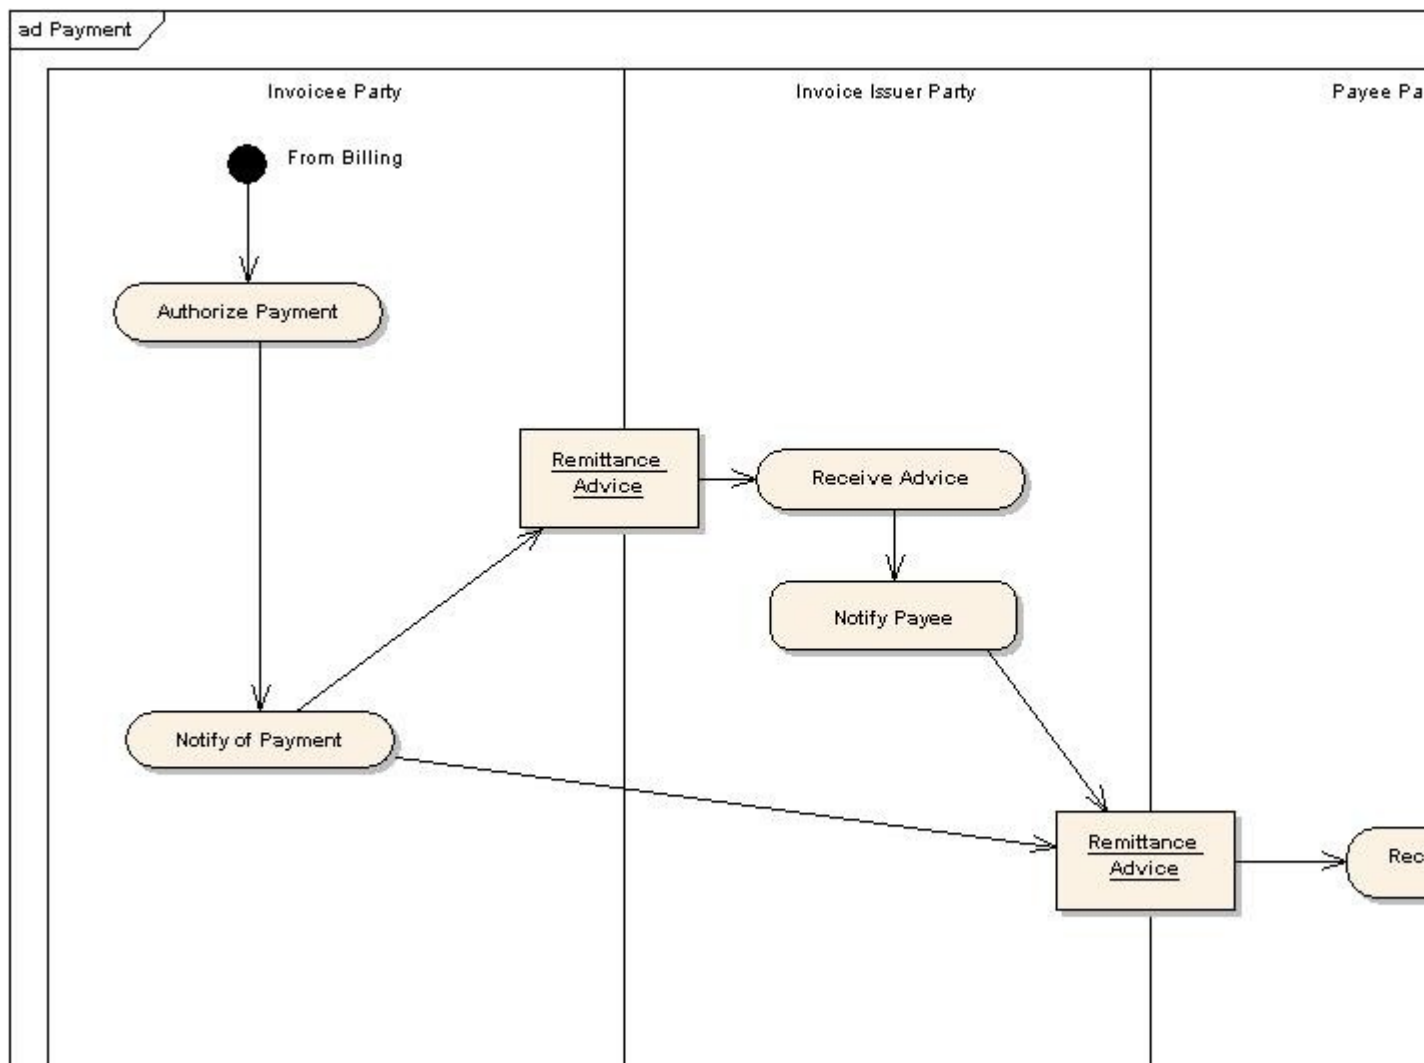 ad Payment
Invoicee Party
Invoice Issuer Party
Payee Pa
From Billing
Authorize Payment
Remittance
Advice
Receive Advice
Notify Payee
Notify of Payment
Remittance
Advice
Rec